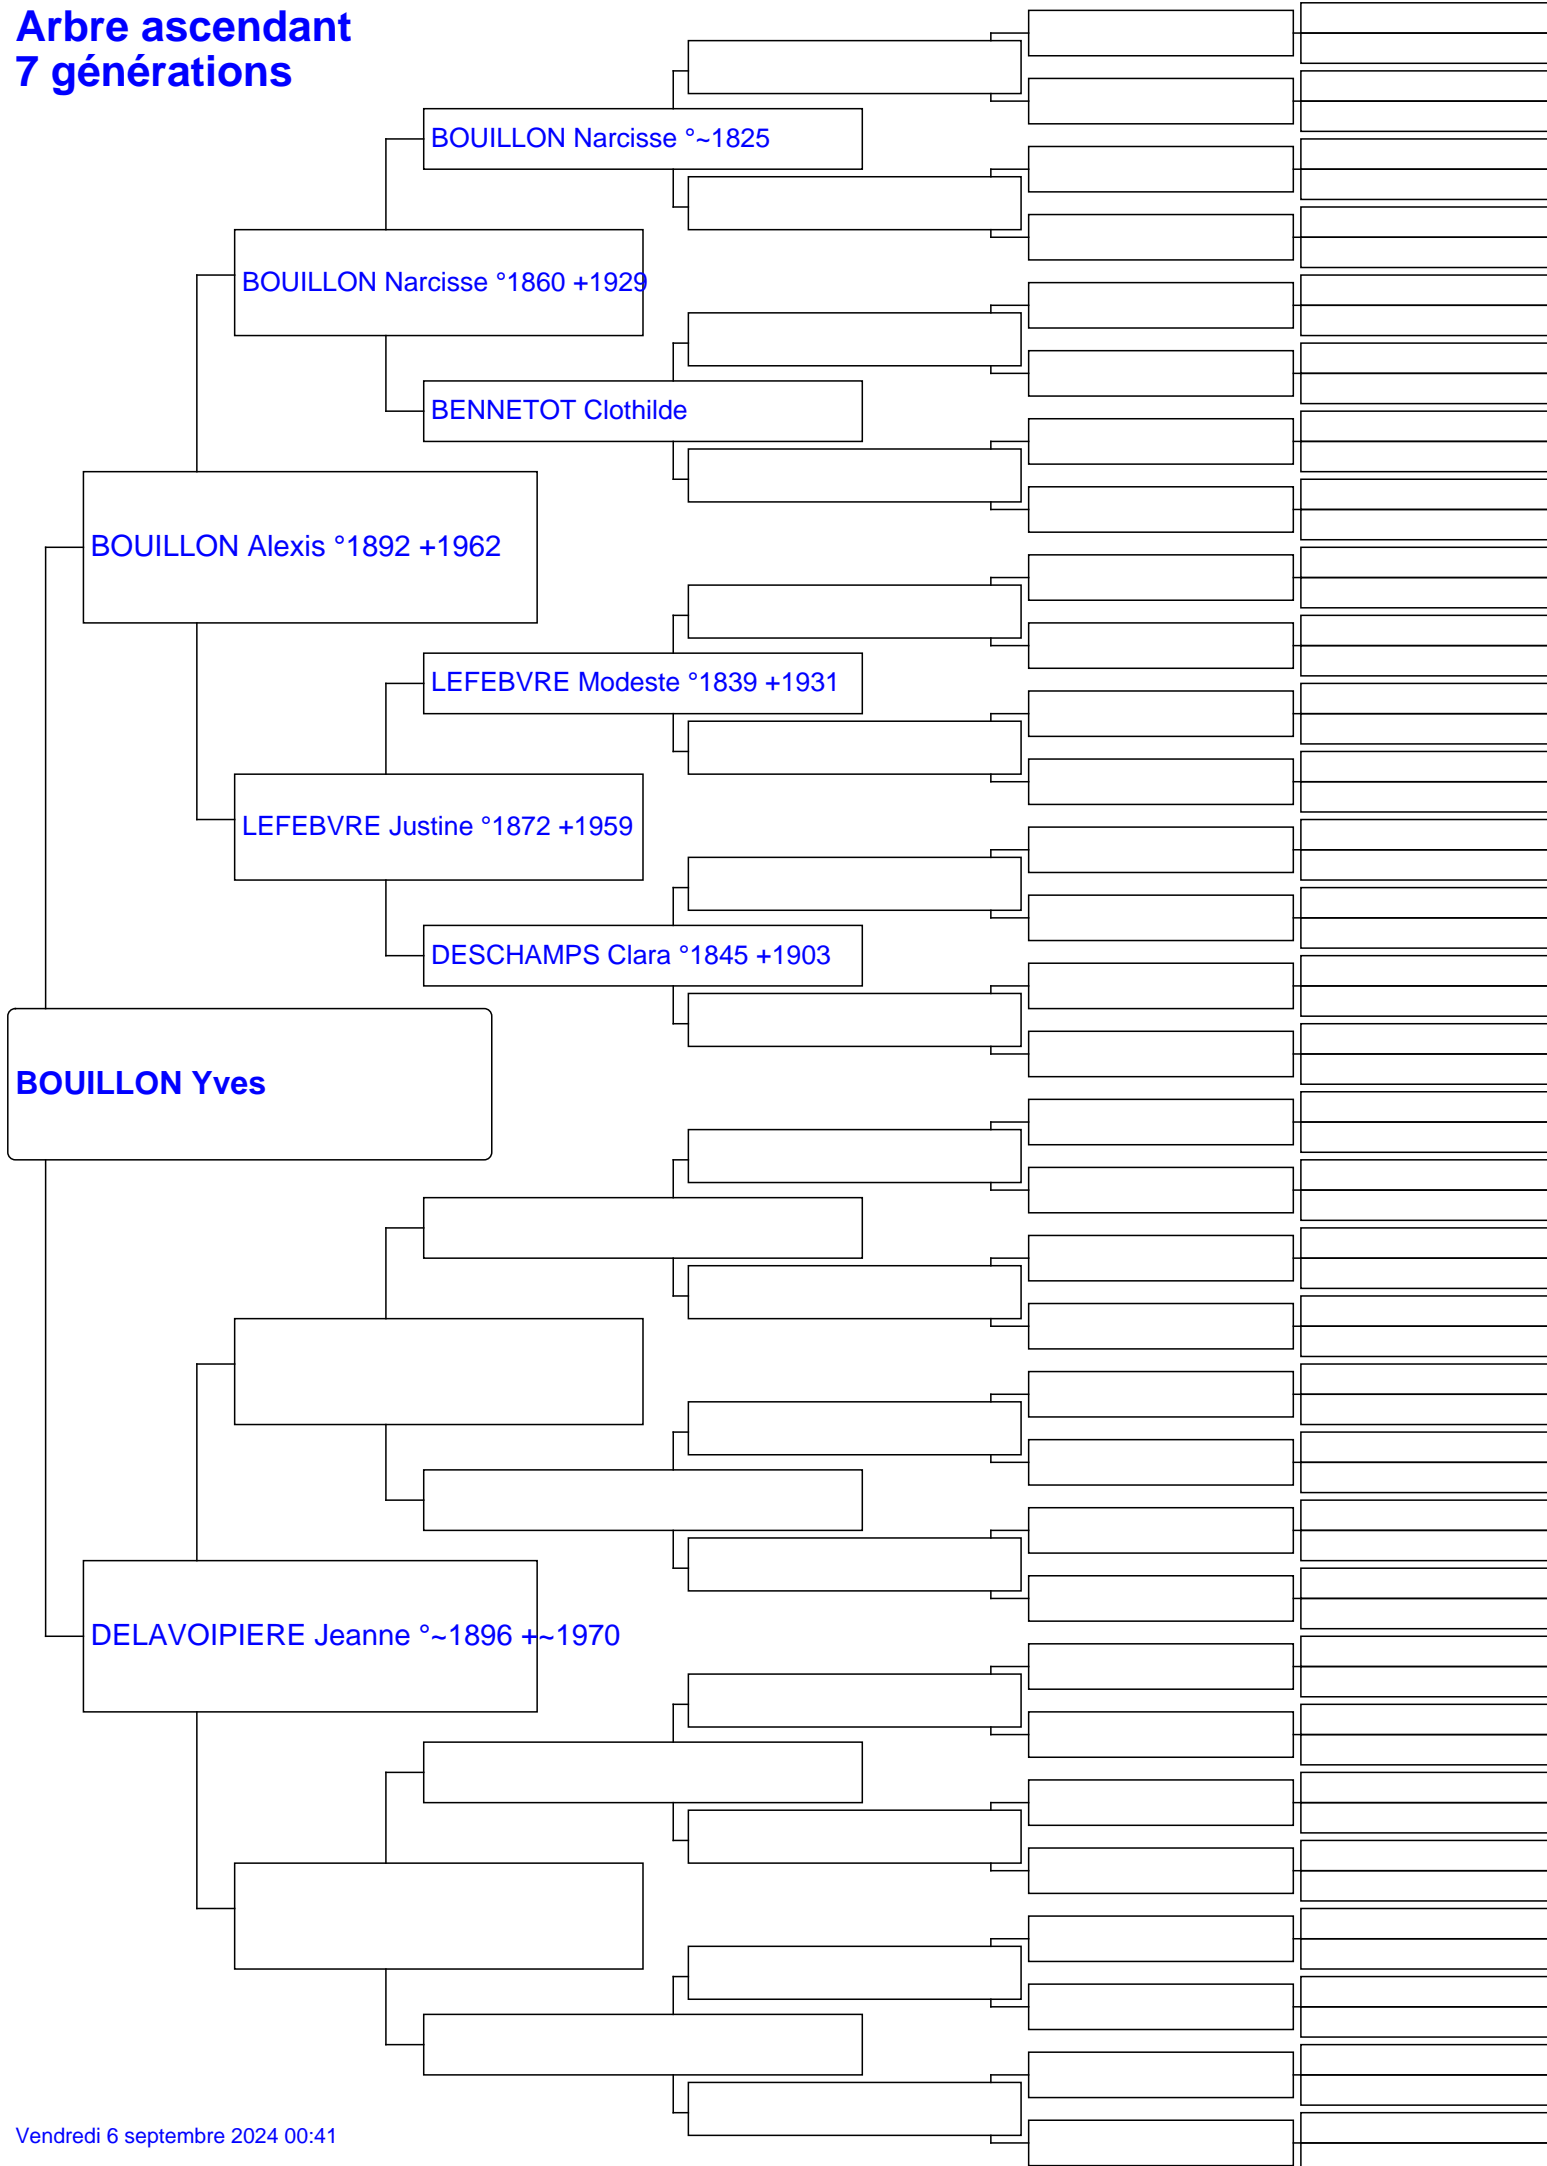 Arbre ascendant
7 générations
BOUILLON Narcisse °~1825
BOUILLON Narcisse °1860 +1929
BENNETOT Clothilde
BOUILLON Alexis °1892 +1962
LEFEBVRE Modeste °1839 +1931
LEFEBVRE Justine °1872 +1959
DESCHAMPS Clara °1845 +1903
BOUILLON Yves
DELAVOIPIERE Jeanne °~1896 +~1970
Vendredi 6 septembre 2024 00:41